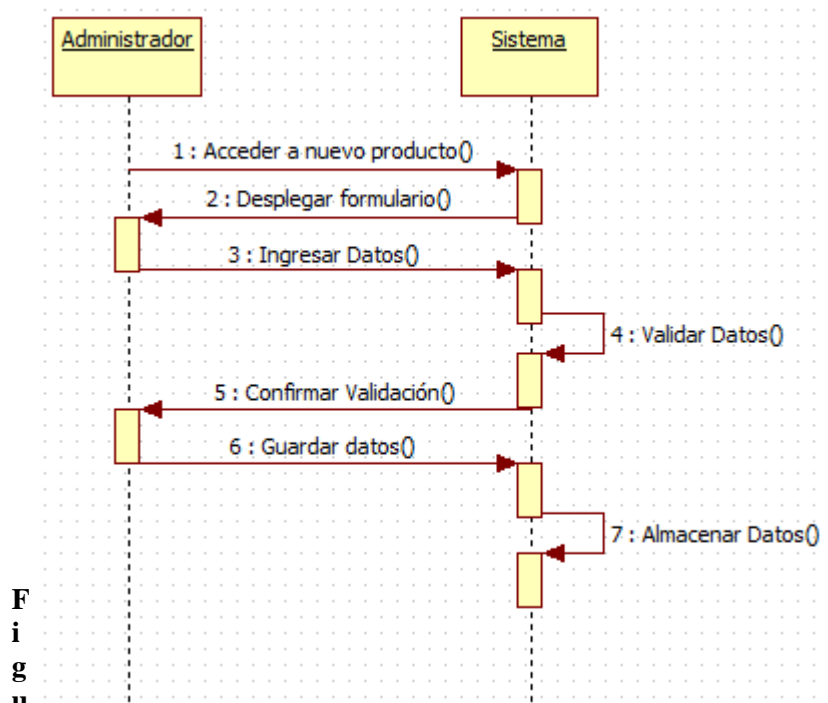 Administrador
Sistema
1 : Acceder a nuevo producto()
2 : Desplegar formulario()
3 : Ingresar Datos()
4 : Validar Datos()
5 : Confirmar Validación()
6 : Guardar datos()
7 : Almacenar Datos()
F
i
g
u